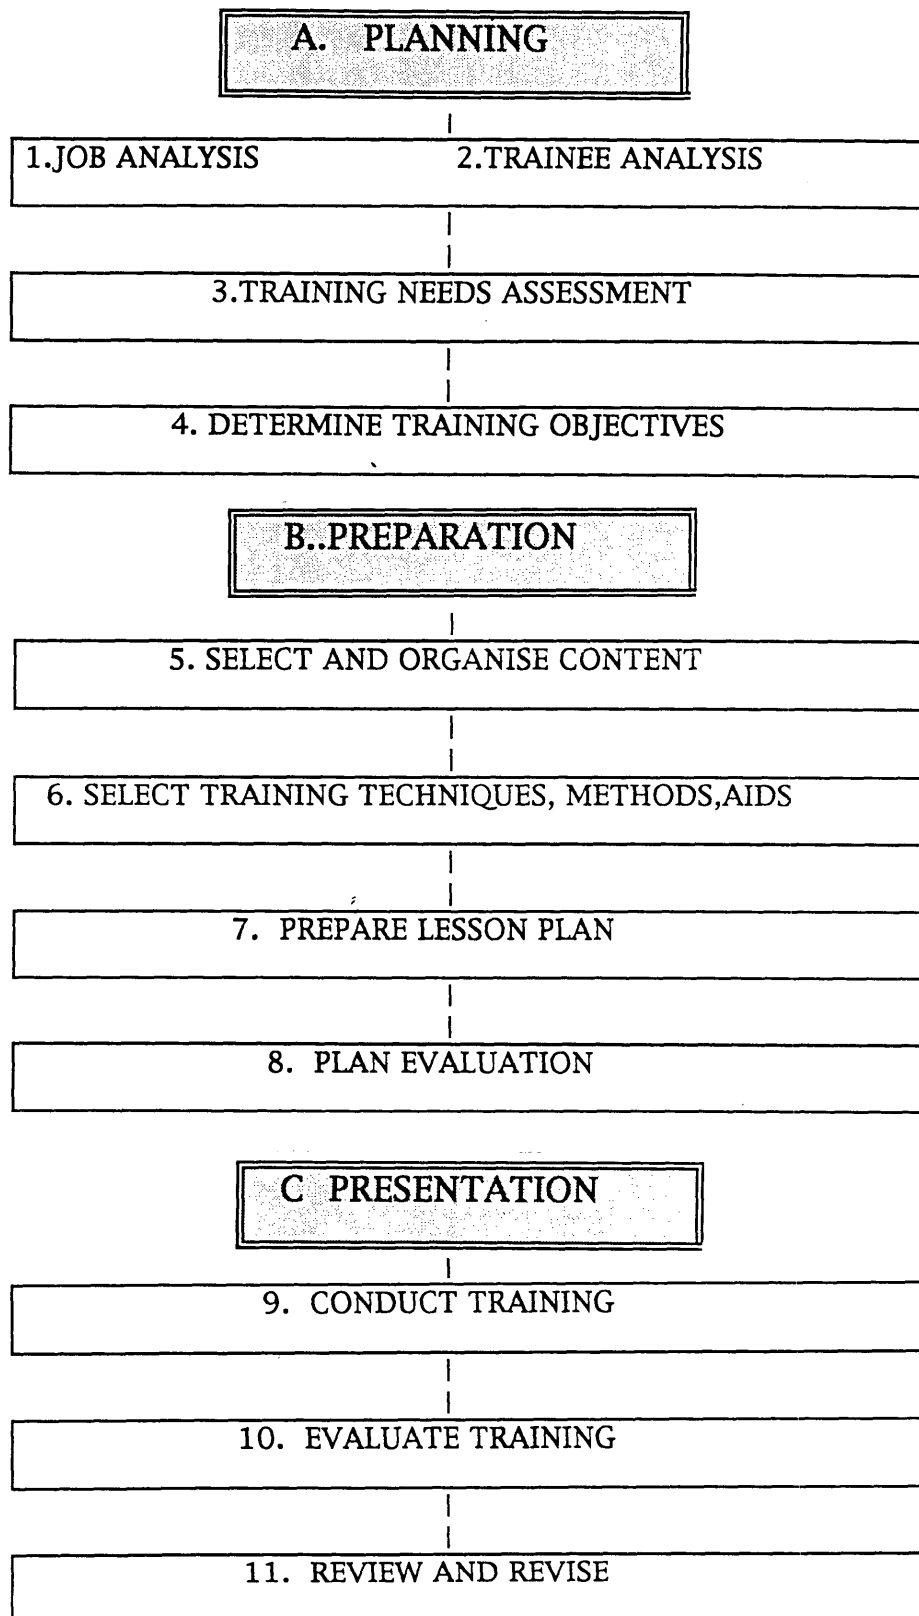 A. PLANNING
1.JOB ANALYSIS 2.TRAINEE ANALYSIS
3.TRAINING NEEDS ASSESSMENT
4. DETERMINE TRAINING OBJECTIVES
B..PREPARATION
5. SELECT AND ORGANISE CONTENT
6. SELECT TRAINING TECHNIQUES, METHODS,AIDS
7. PREPARE LESSON PLAN
8. PLAN EVALUATION
C PRESENTATION
9. CONDUCT TRAINING
10. EVALUATE TRAINING
11. REVIEW AND REVISE